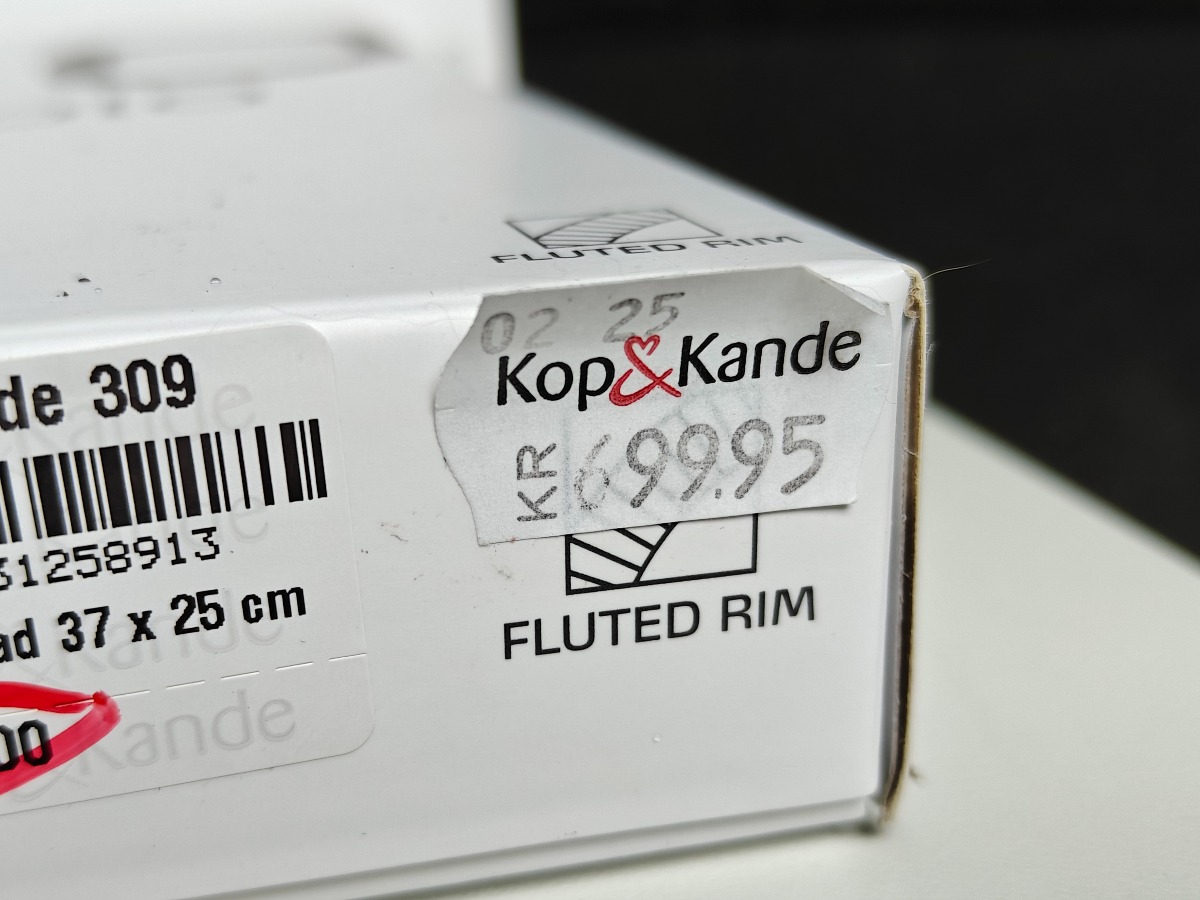 FLUTED RIM
02 25
Kop&Kande
KR 699.95
FLUTED RIM
de 309
31258913
ad 37 x 25 cm
00
Kande